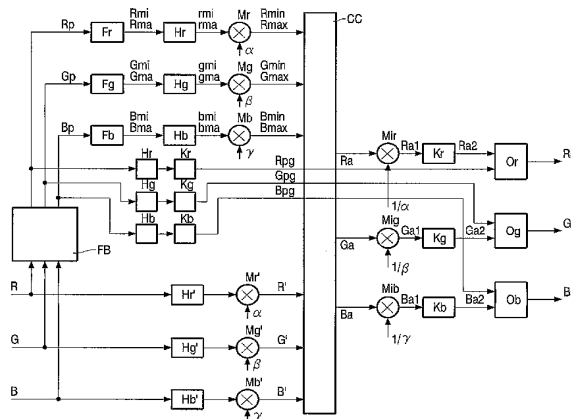 Rp Fr Rmi Rma Hr rmi rma Mr α Rmin Rmax CC
Gp Fg Gmi Gma Hg gmi gma Mg β Gmin Gmax
Bp Fb Bmi Bma Hb bmi bma Mb γ Bmin Bmax
Hr Kr Rpg Ra Mir Ra1 Kr Ra2 Or
Hg Kg Gpg 1/α
Hb Kb Bpg
FB Ga Mig Ga1 Kg Ga2 Og G
1/β
R Hr' Mr' α R' Ba Mib Ba1 Kb Ba2 Ob
1/γ
G Hg' Mg' β G'
B Hb' Mb' γ B'